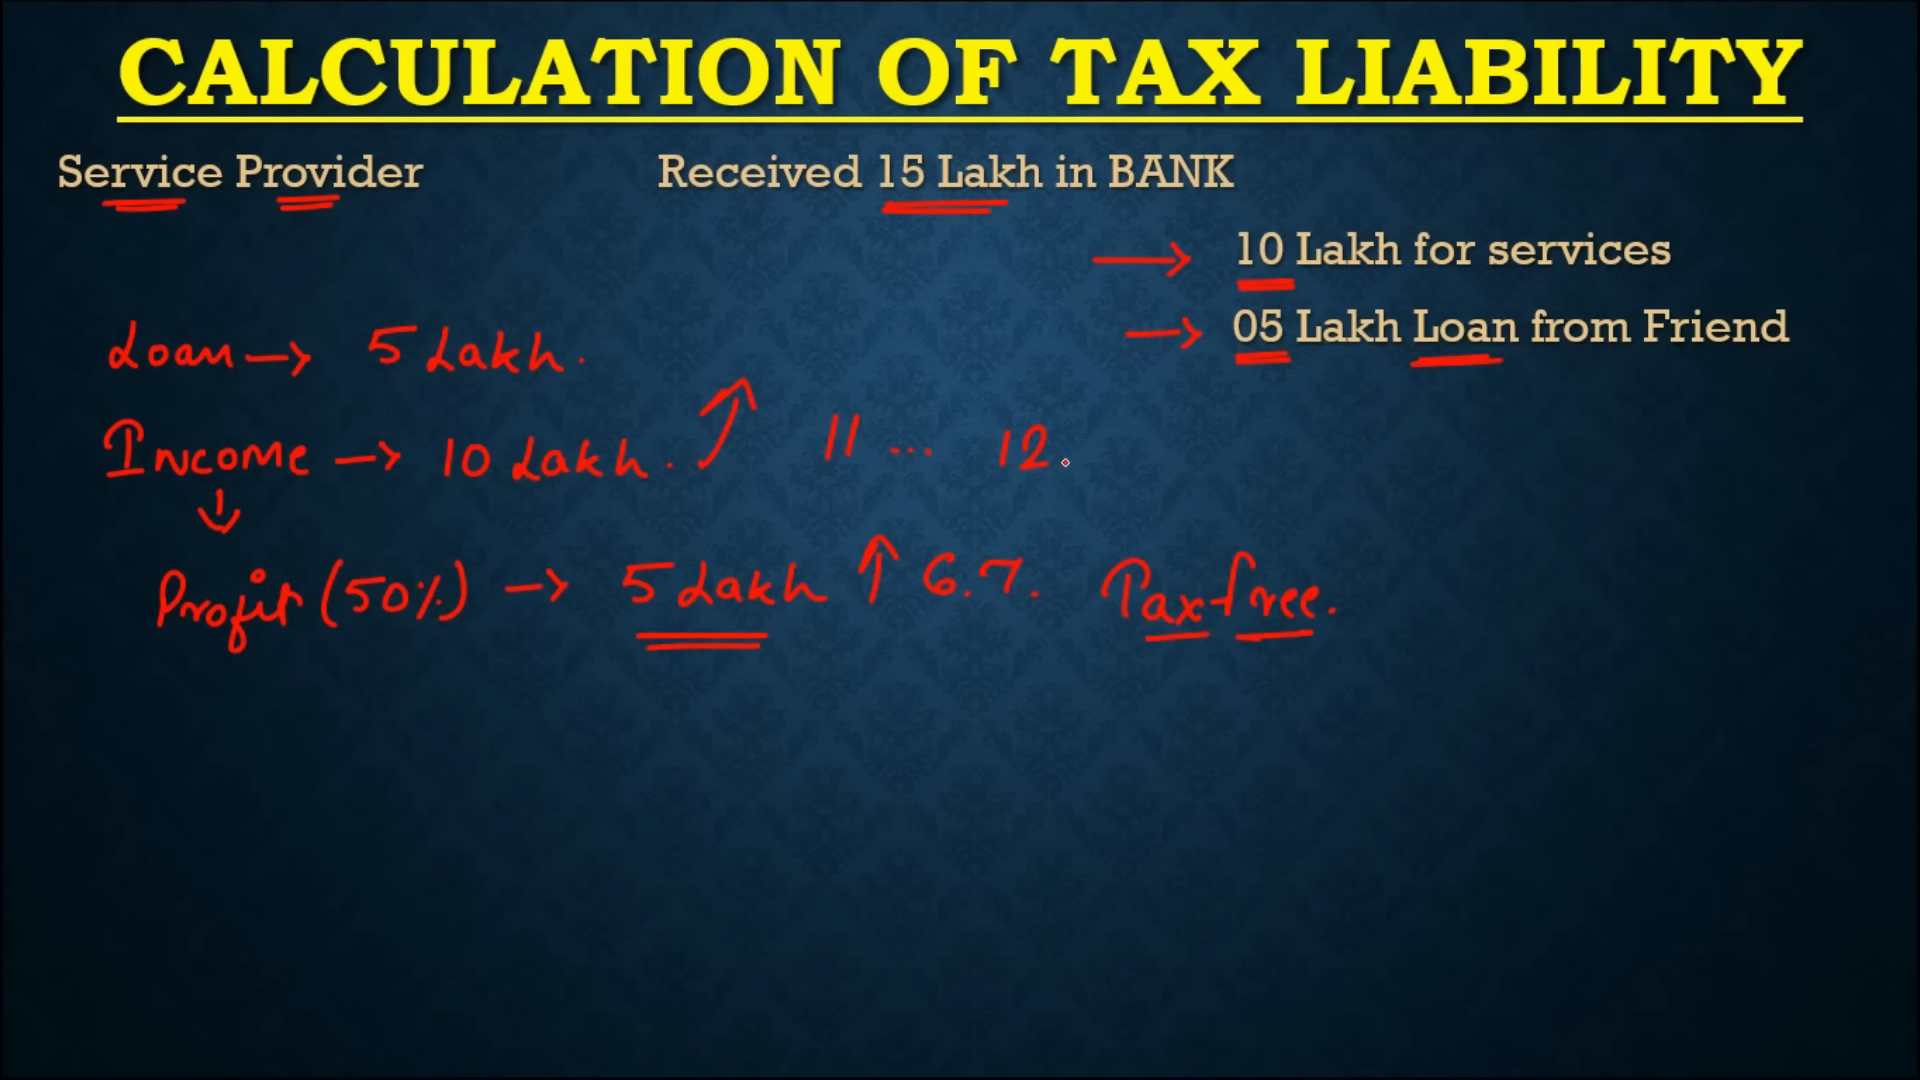 CALCULATION OF TAX LIABILITY
Service Provider Received 15 Lakh in BANK
10 Lakh for services
05 Lakh Loan from Friend
Loan → 5 Lakh.
Income → 10 Lakh. 11 ... 12
Profit (50%) → 5 Lakh ↑ 6.7. Tax free.